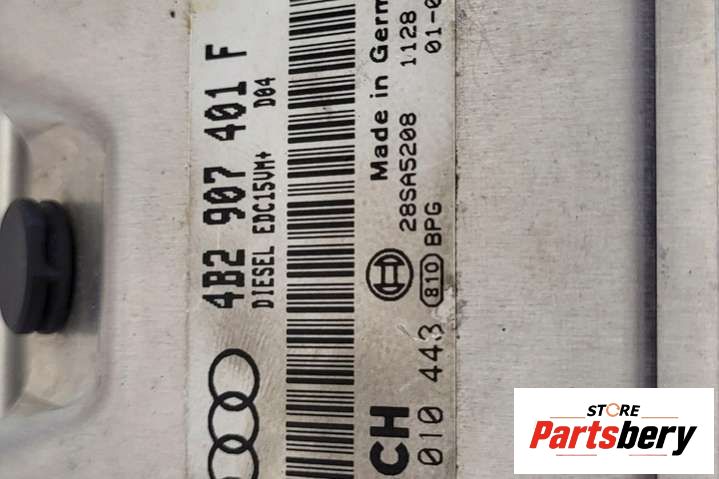 4B2 907 401 F
DIESEL EDC15VM+ D04
CH
Made in Germ
010 443
28SA5208 1128
810 BPG 01-0
STORE
Partsbery